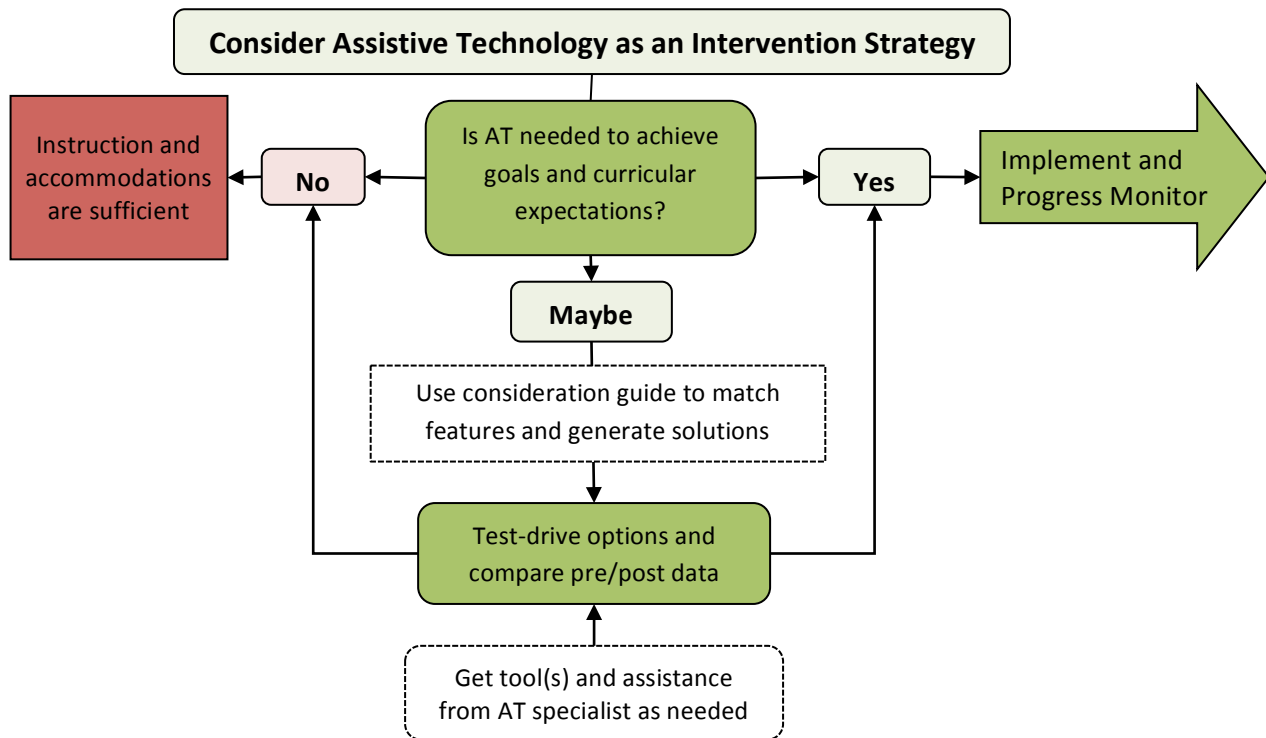 Consider Assistive Technology as an Intervention Strategy
Instruction and
accommodations
are sufficient
No
Is AT needed to achieve
goals and curricular
expectations?
Yes
Implement and
Progress Monitor
Maybe
Use consideration guide to match
features and generate solutions
Test-drive options and
compare pre/post data
Get tool(s) and assistance
from AT specialist as needed